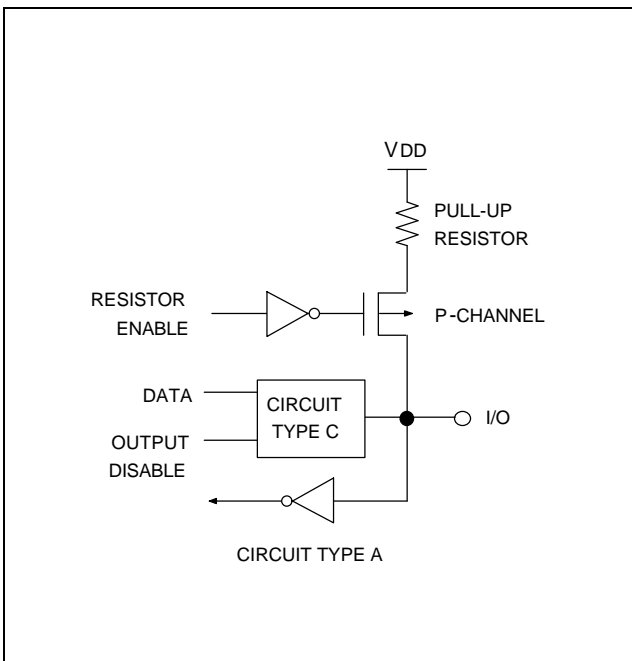 VDD
PULL-UP
RESISTOR
RESISTOR
ENABLE
P-CHANNEL
DATA
CIRCUIT
TYPE C
I/O
OUTPUT
DISABLE
CIRCUIT TYPE A